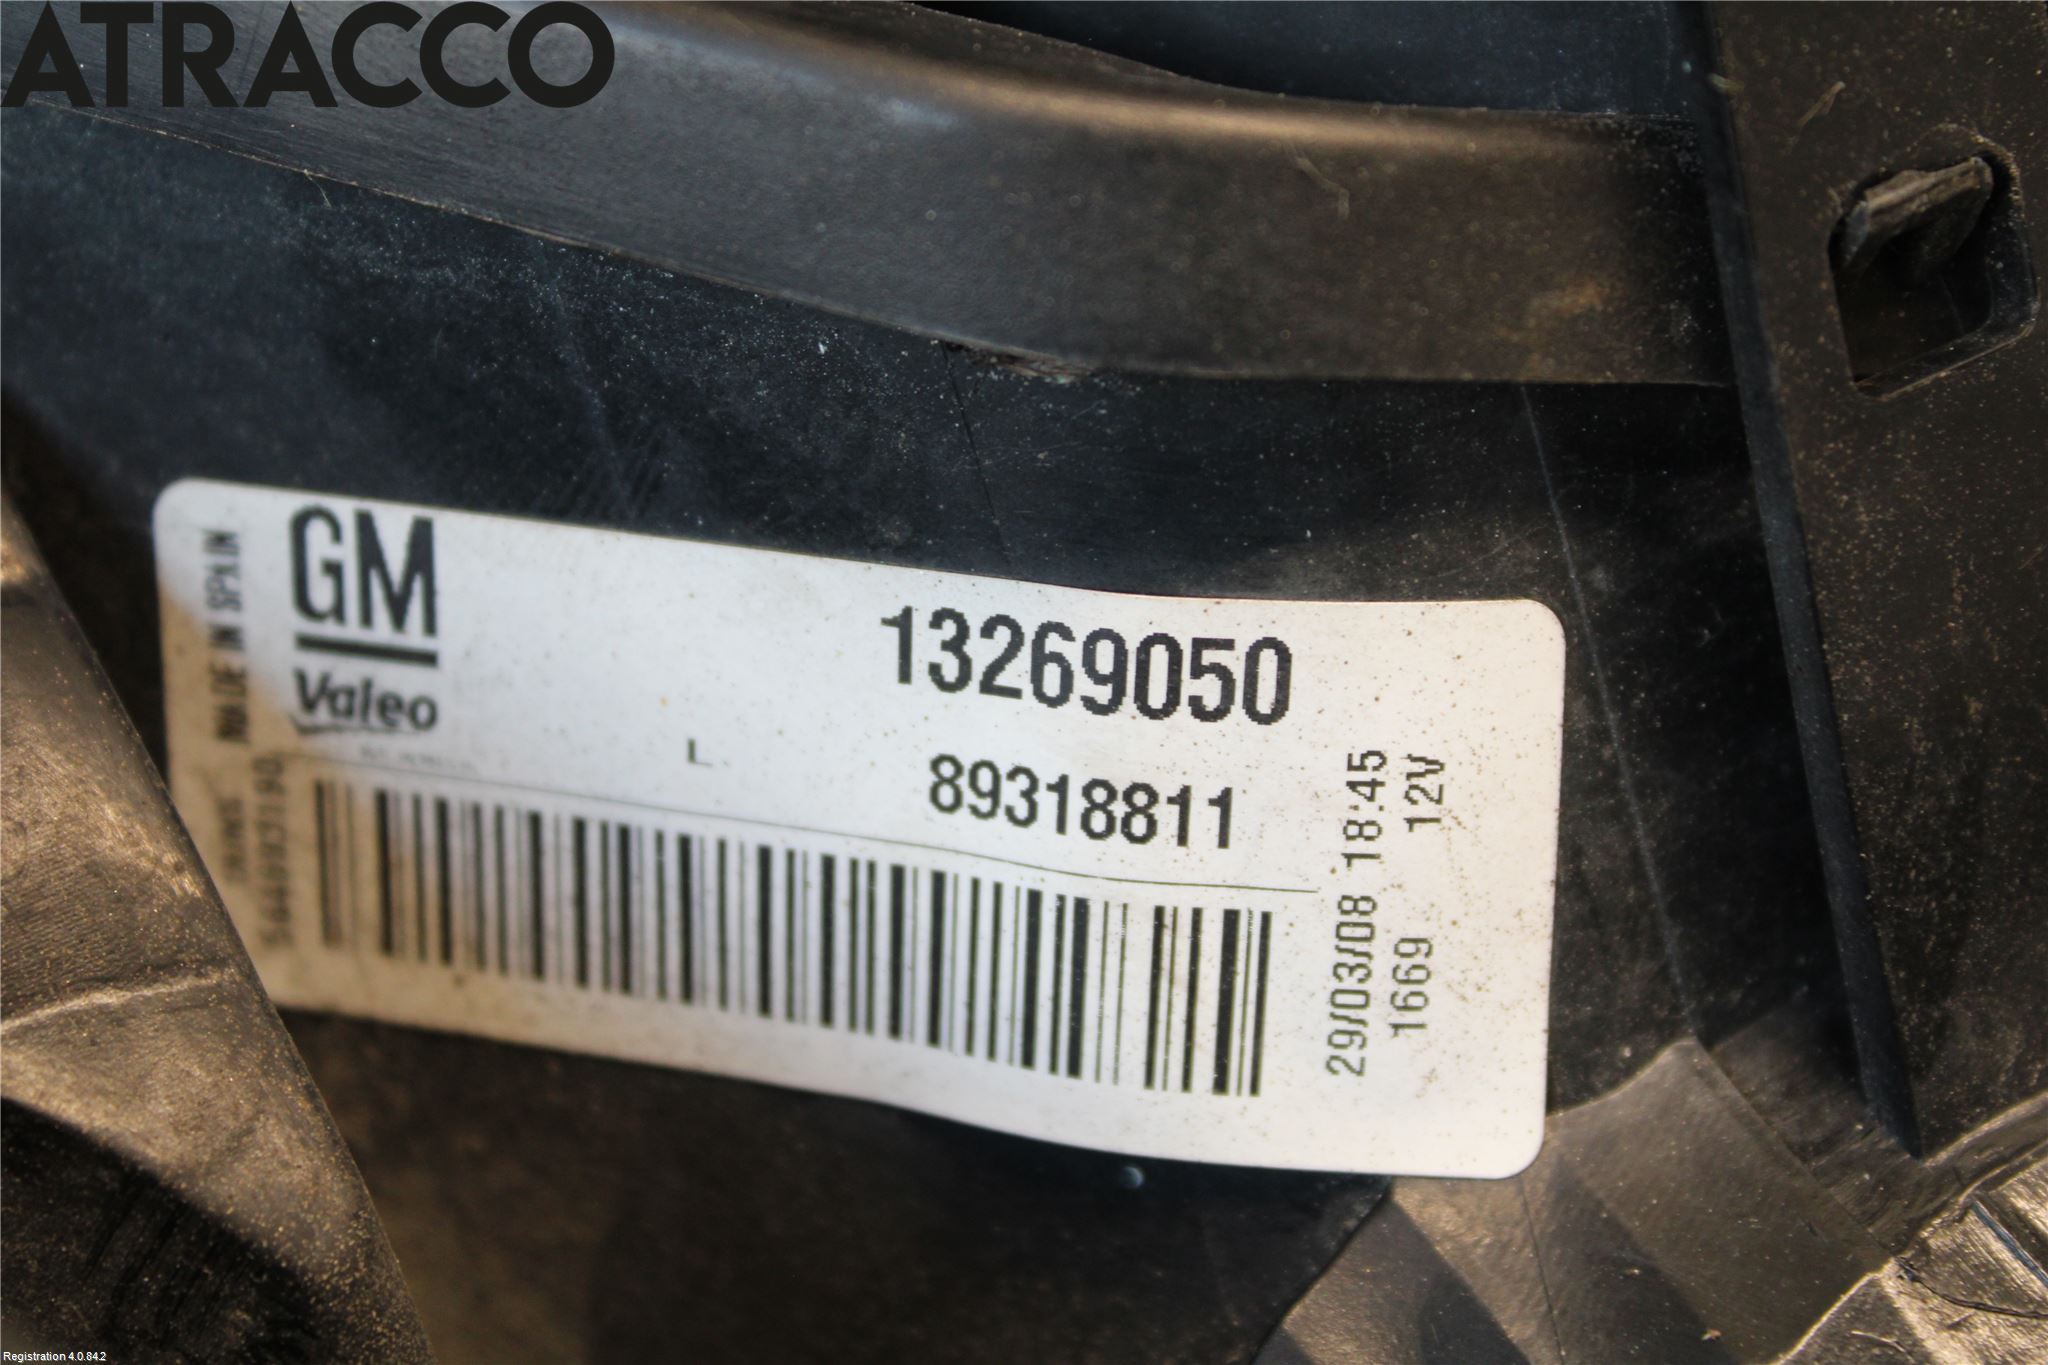 ATRACCO
GM
Valeo
MADE IN SPAIN
13269050
L
89318811
29/03/08 18:45
1669 12V
Registration 4.0.84.2